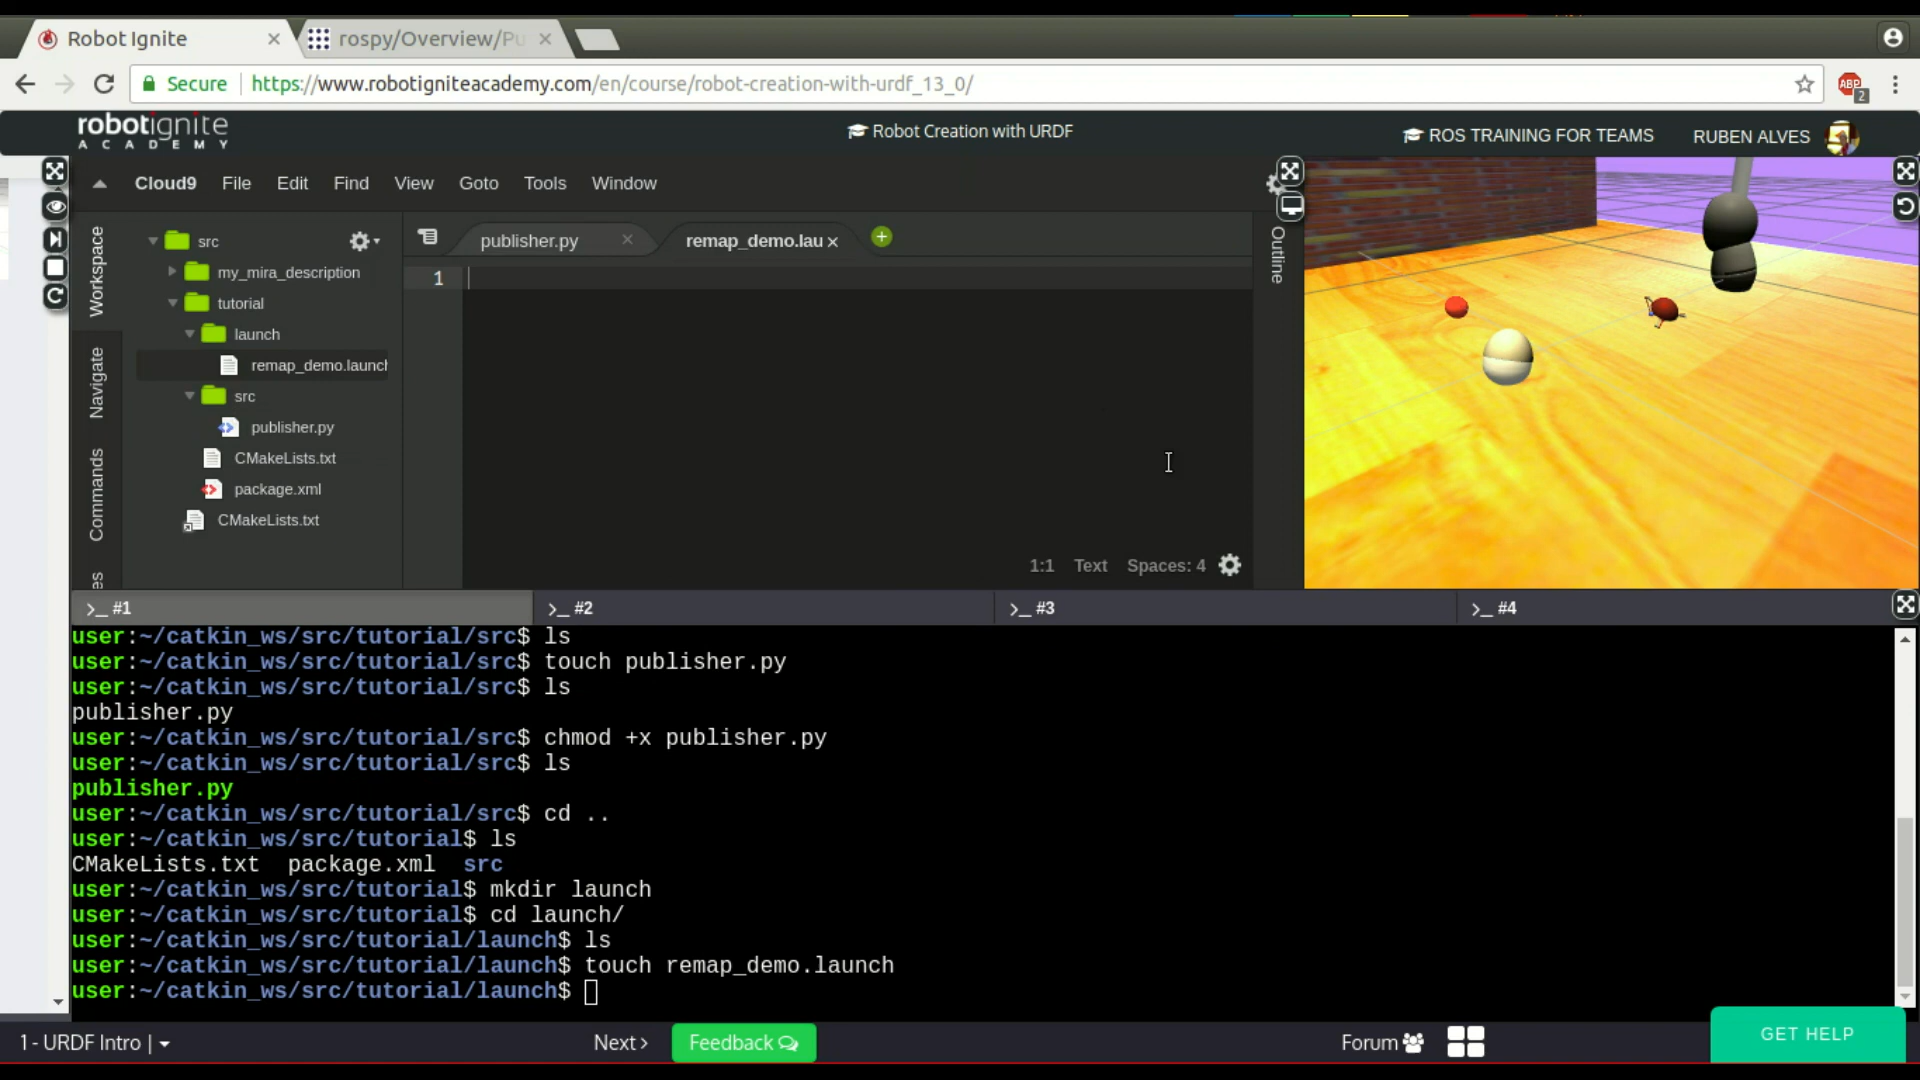 Robot Ignite
rospy/Overview/Pu
Secure
https://www.robotigniteacademy.com/en/course/robot-creation-with-urdf_13_0/
ABP
2
robotignite
ACADEMY
Robot Creation with URDF
ROS TRAINING FOR TEAMS
RUBEN ALVES
Cloud9 File Edit Find View Goto Tools Window
Workspace
Navigate
Commands
es
src
my_mira_description
tutorial
launch
remap_demo.launch
src
publisher.py
CMakeLists.txt
package.xml
CMakeLists.txt
publisher.py
remap_demo.lau
1
Outline
1:1 Text Spaces: 4
>_ #1
>_ #2
>_ #3
>_ #4
user:~/catkin_ws/src/tutorial/src$ ls
user:~/catkin_ws/src/tutorial/src$ touch publisher.py
user:~/catkin_ws/src/tutorial/src$ ls
publisher.py
user:~/catkin_ws/src/tutorial/src$ chmod +x publisher.py
user:~/catkin_ws/src/tutorial/src$ ls
publisher.py
user:~/catkin_ws/src/tutorial/src$ cd ..
user:~/catkin_ws/src/tutorial$ ls
CMakeLists.txt package.xml src
user:~/catkin_ws/src/tutorial$ mkdir launch
user:~/catkin_ws/src/tutorial$ cd launch/
user:~/catkin_ws/src/tutorial/launch$ ls
user:~/catkin_ws/src/tutorial/launch$ touch remap_demo.launch
user:~/catkin_ws/src/tutorial/launch$
1 - URDF Intro |
Next >
Feedback
Forum
GET HELP